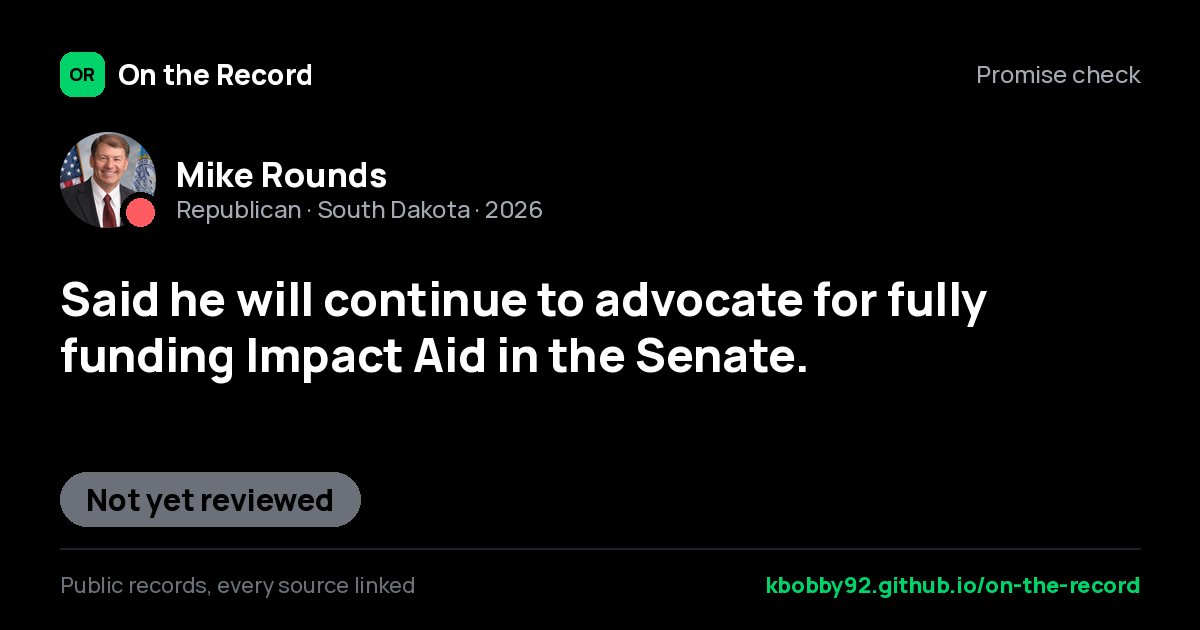 OR On the Record
Promise check
Mike Rounds
Republican · South Dakota · 2026
Said he will continue to advocate for fully
funding Impact Aid in the Senate.
Not yet reviewed
Public records, every source linked
kbobby92.github.io/on-the-record